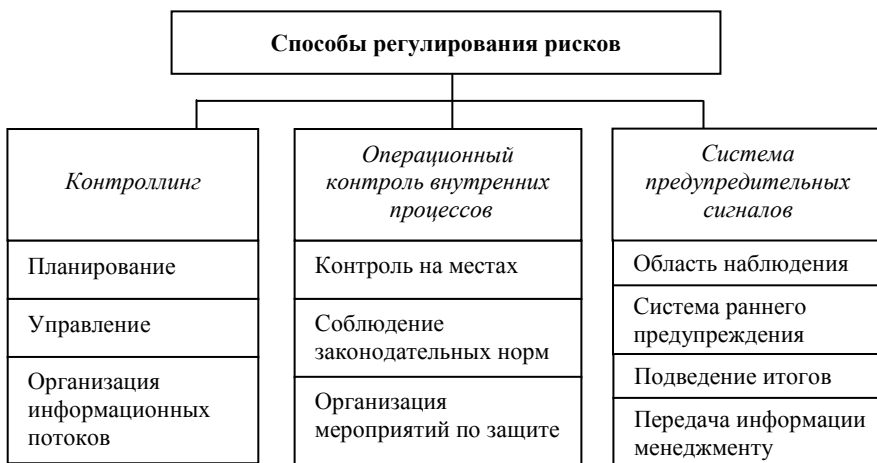 Способы регулирования рисков
Контроллинг
Планирование
Управление
Организация
информационных
потоков
Операционный
контроль внутренних
процессов
Контроль на местах
Соблюдение
законодательных норм
Организация
мероприятий по защите
Система
предупредительных
сигналов
Область наблюдения
Система раннего
предупреждения
Подведение итогов
Передача информации
менеджменту